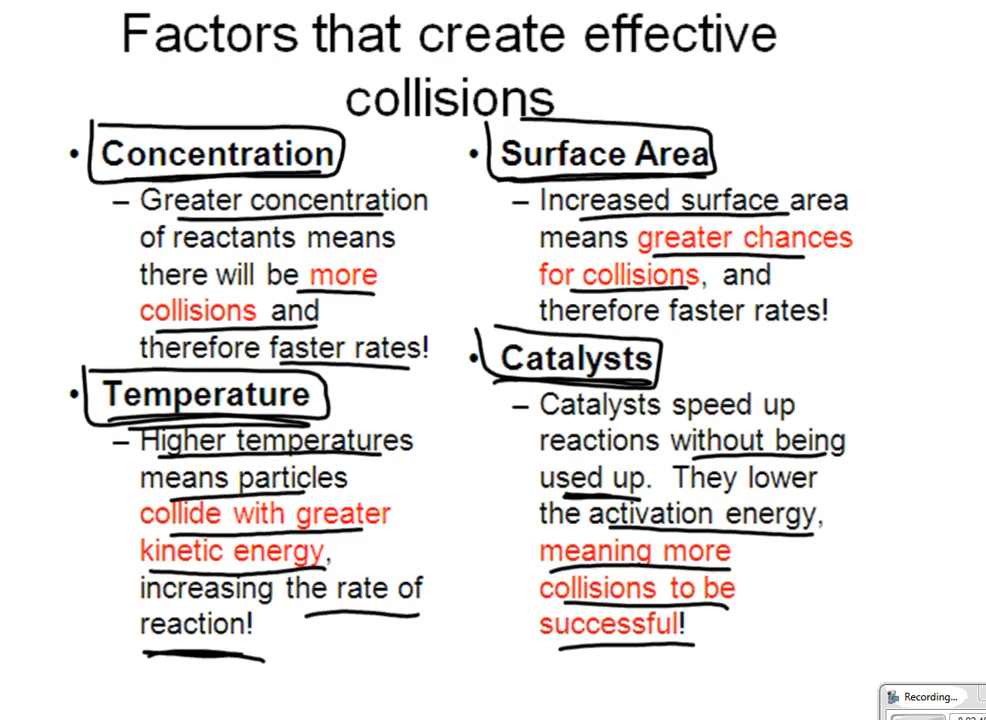 Factors that create effective
collisions
• Concentration
– Greater concentration
of reactants means
there will be more
collisions and
therefore faster rates!
• Temperature
– Higher temperatures
means particles
collide with greater
kinetic energy,
increasing the rate of
reaction!
• Surface Area
– Increased surface area
means greater chances
for collisions, and
therefore faster rates!
• Catalysts
– Catalysts speed up
reactions without being
used up. They lower
the activation energy,
meaning more
collisions to be
successful!
Recording...